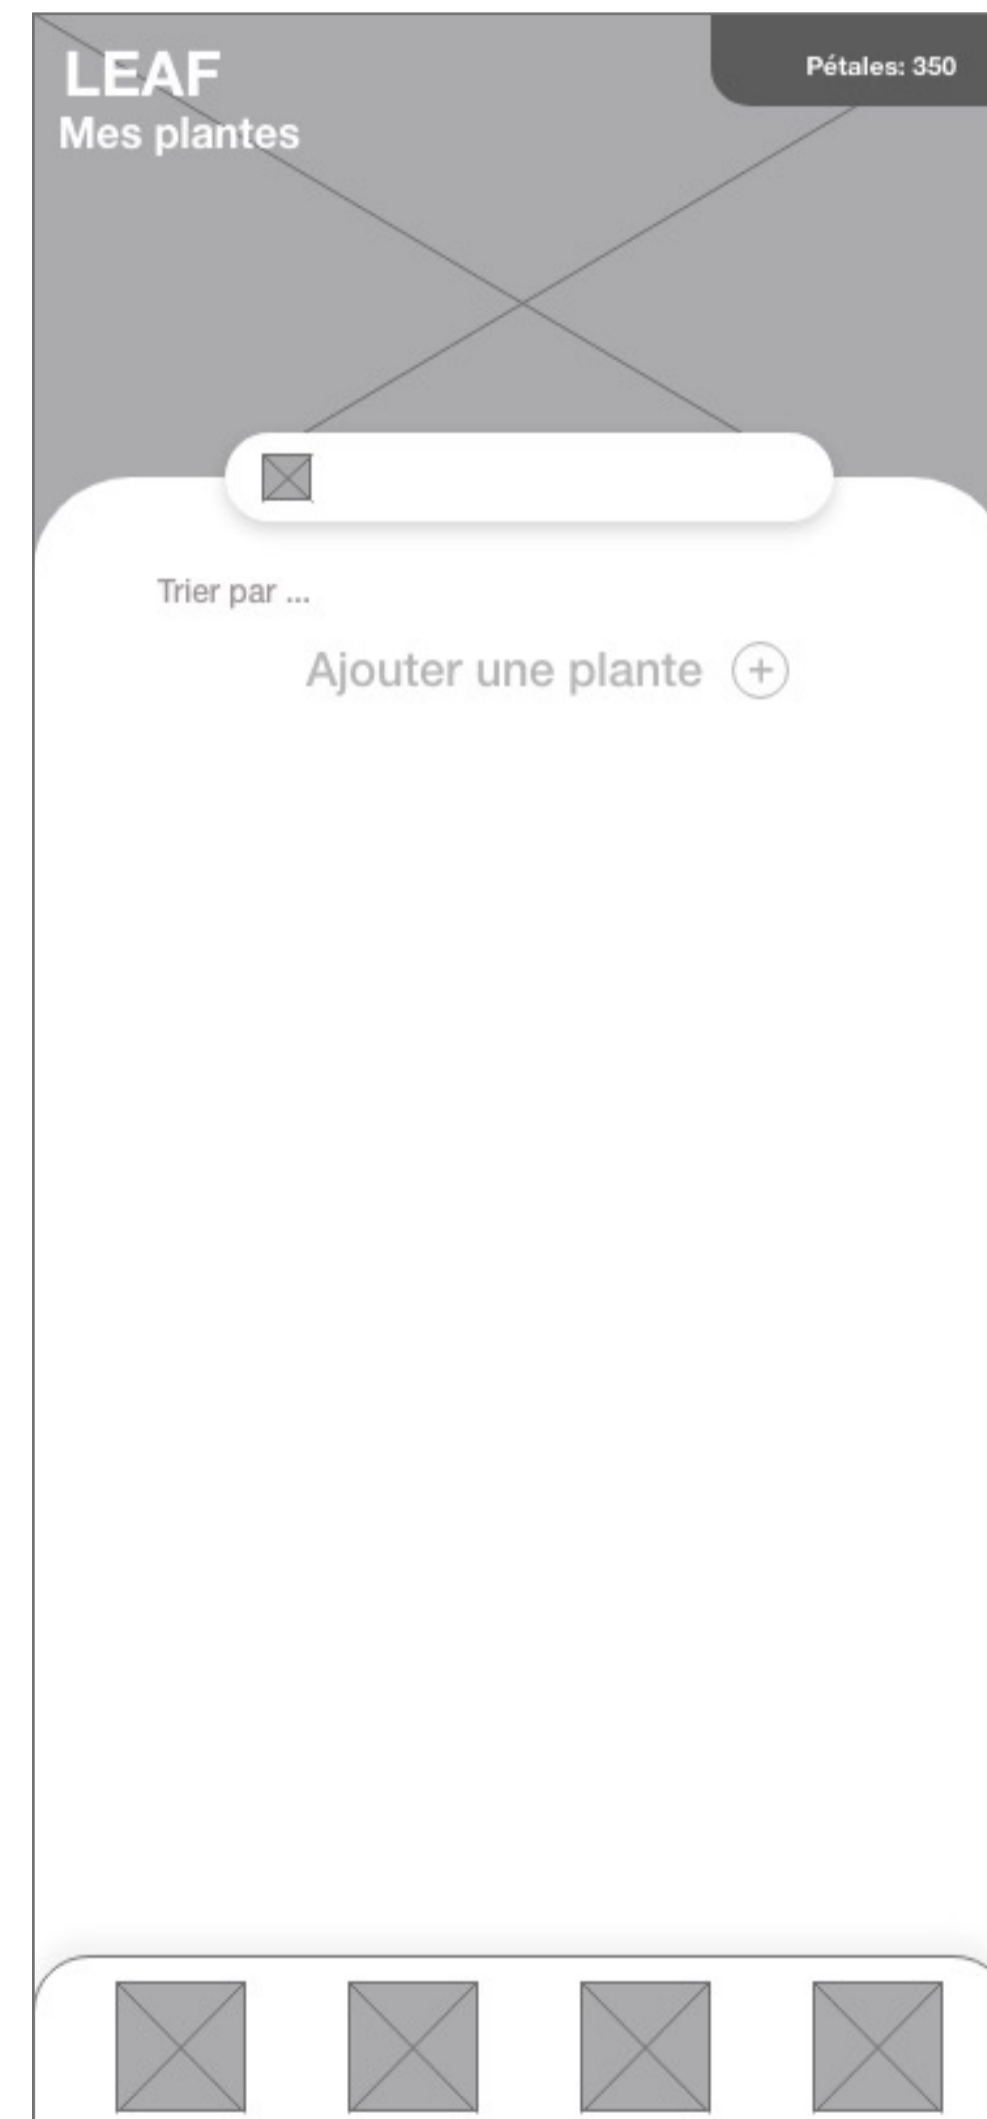 LEAF
Pétales: 350
Mes plantes
Trier par ...
Ajouter une plante +